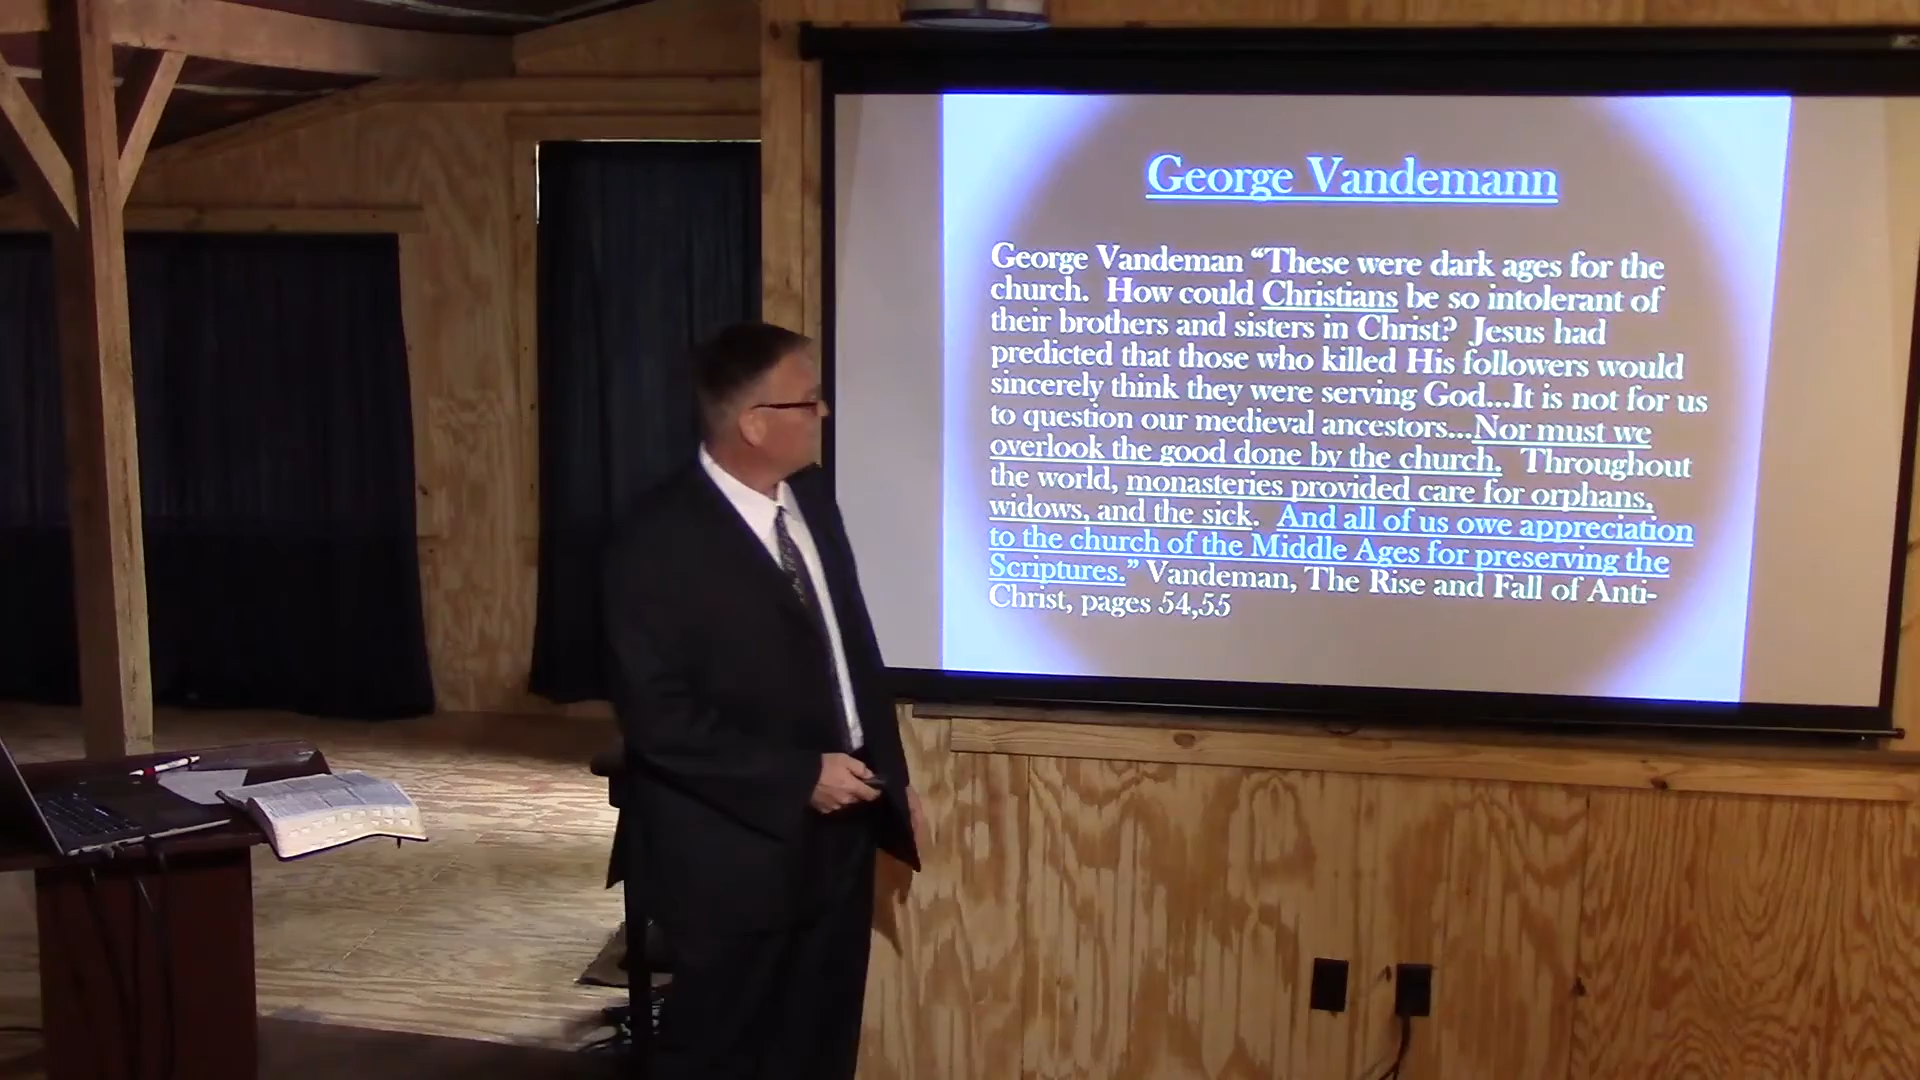 George Vandemann
George Vandeman “These were dark ages for the
church. How could Christians be so intolerant of
their brothers and sisters in Christ? Jesus had
predicted that those who killed His followers would
sincerely think they were serving God...It is not for us
to question our medieval ancestors...Nor must we
overlook the good done by the church. Throughout
the world, monasteries provided care for orphans,
widows, and the sick. And all of us owe appreciation
to the church of the Middle Ages for preserving the
Scriptures.” Vandeman, The Rise and Fall of Anti-
Christ, pages 54,55